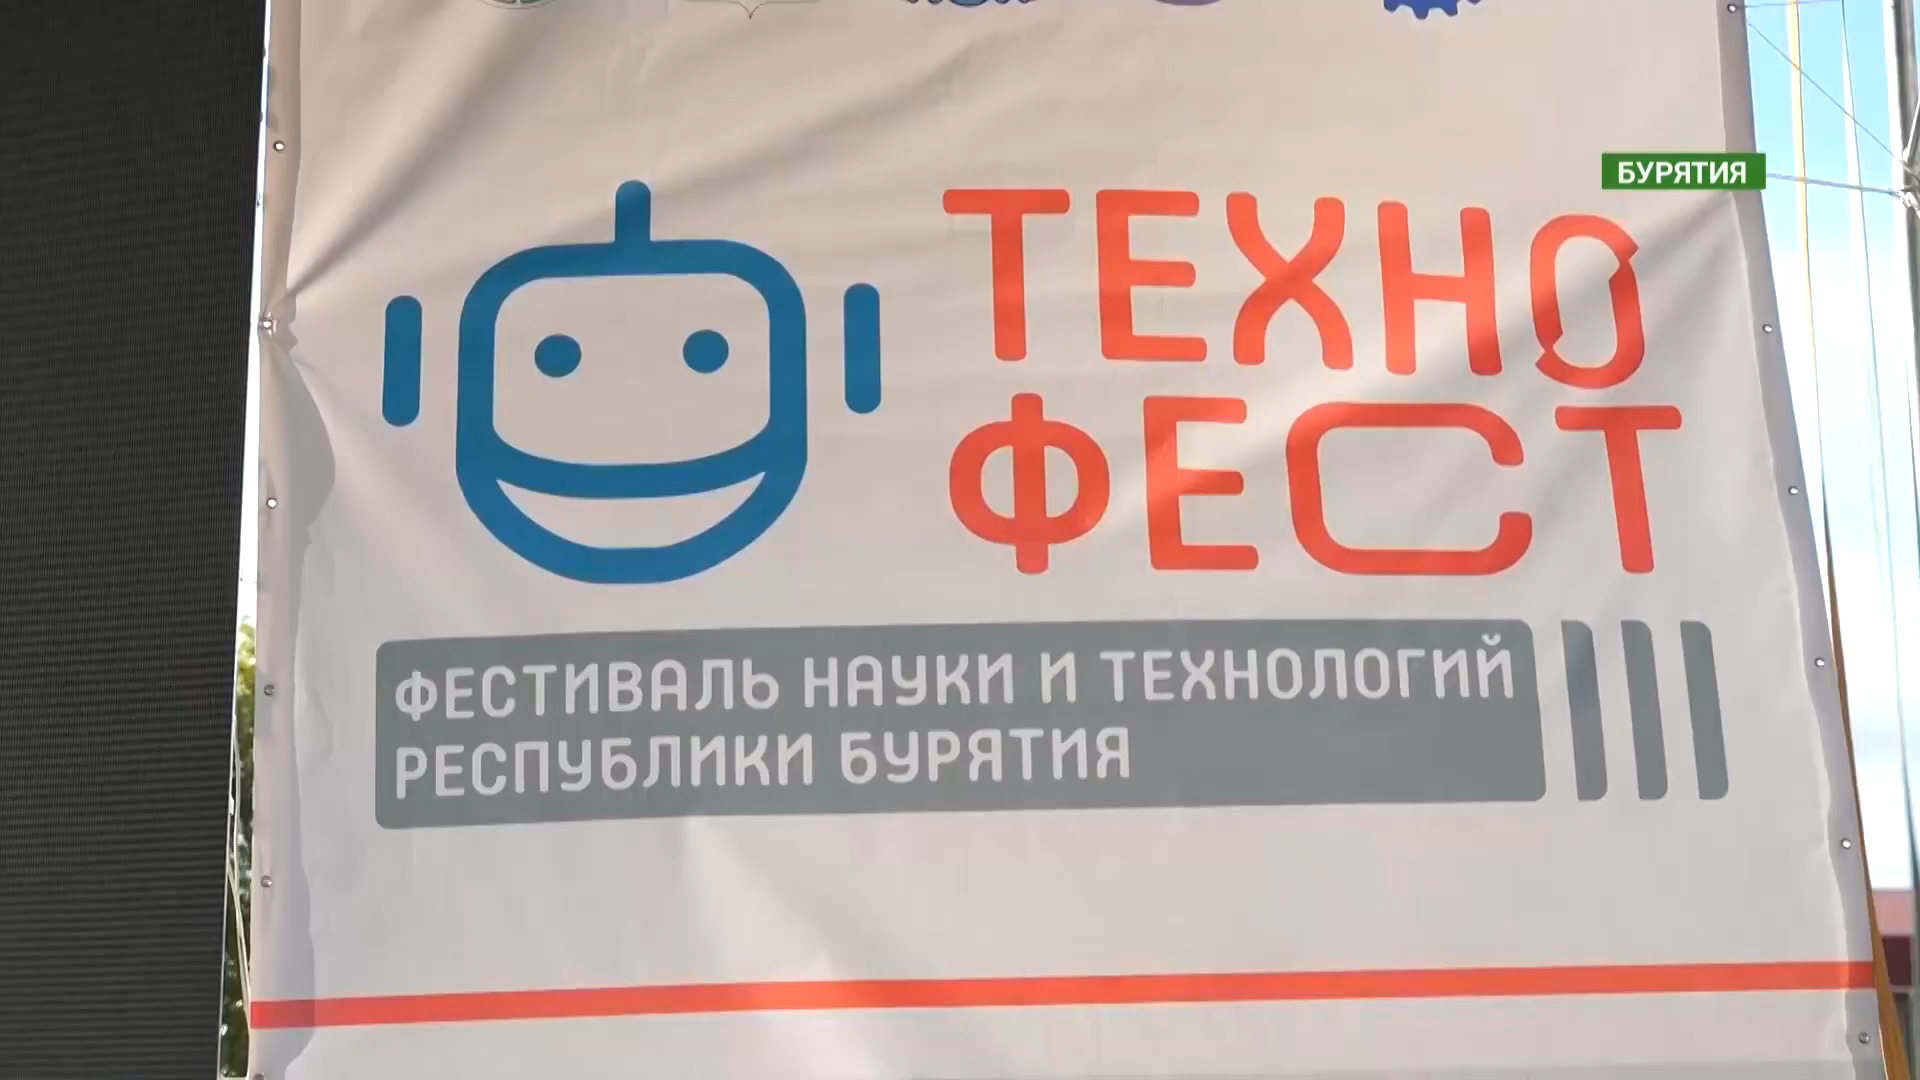 БУРЯТИЯ
ТЕХНО
ФЕСТ
ФЕСТИВАЛЬ НАУКИ И ТЕХНОЛОГИЙ
РЕСПУБЛИКИ БУРЯТИЯ